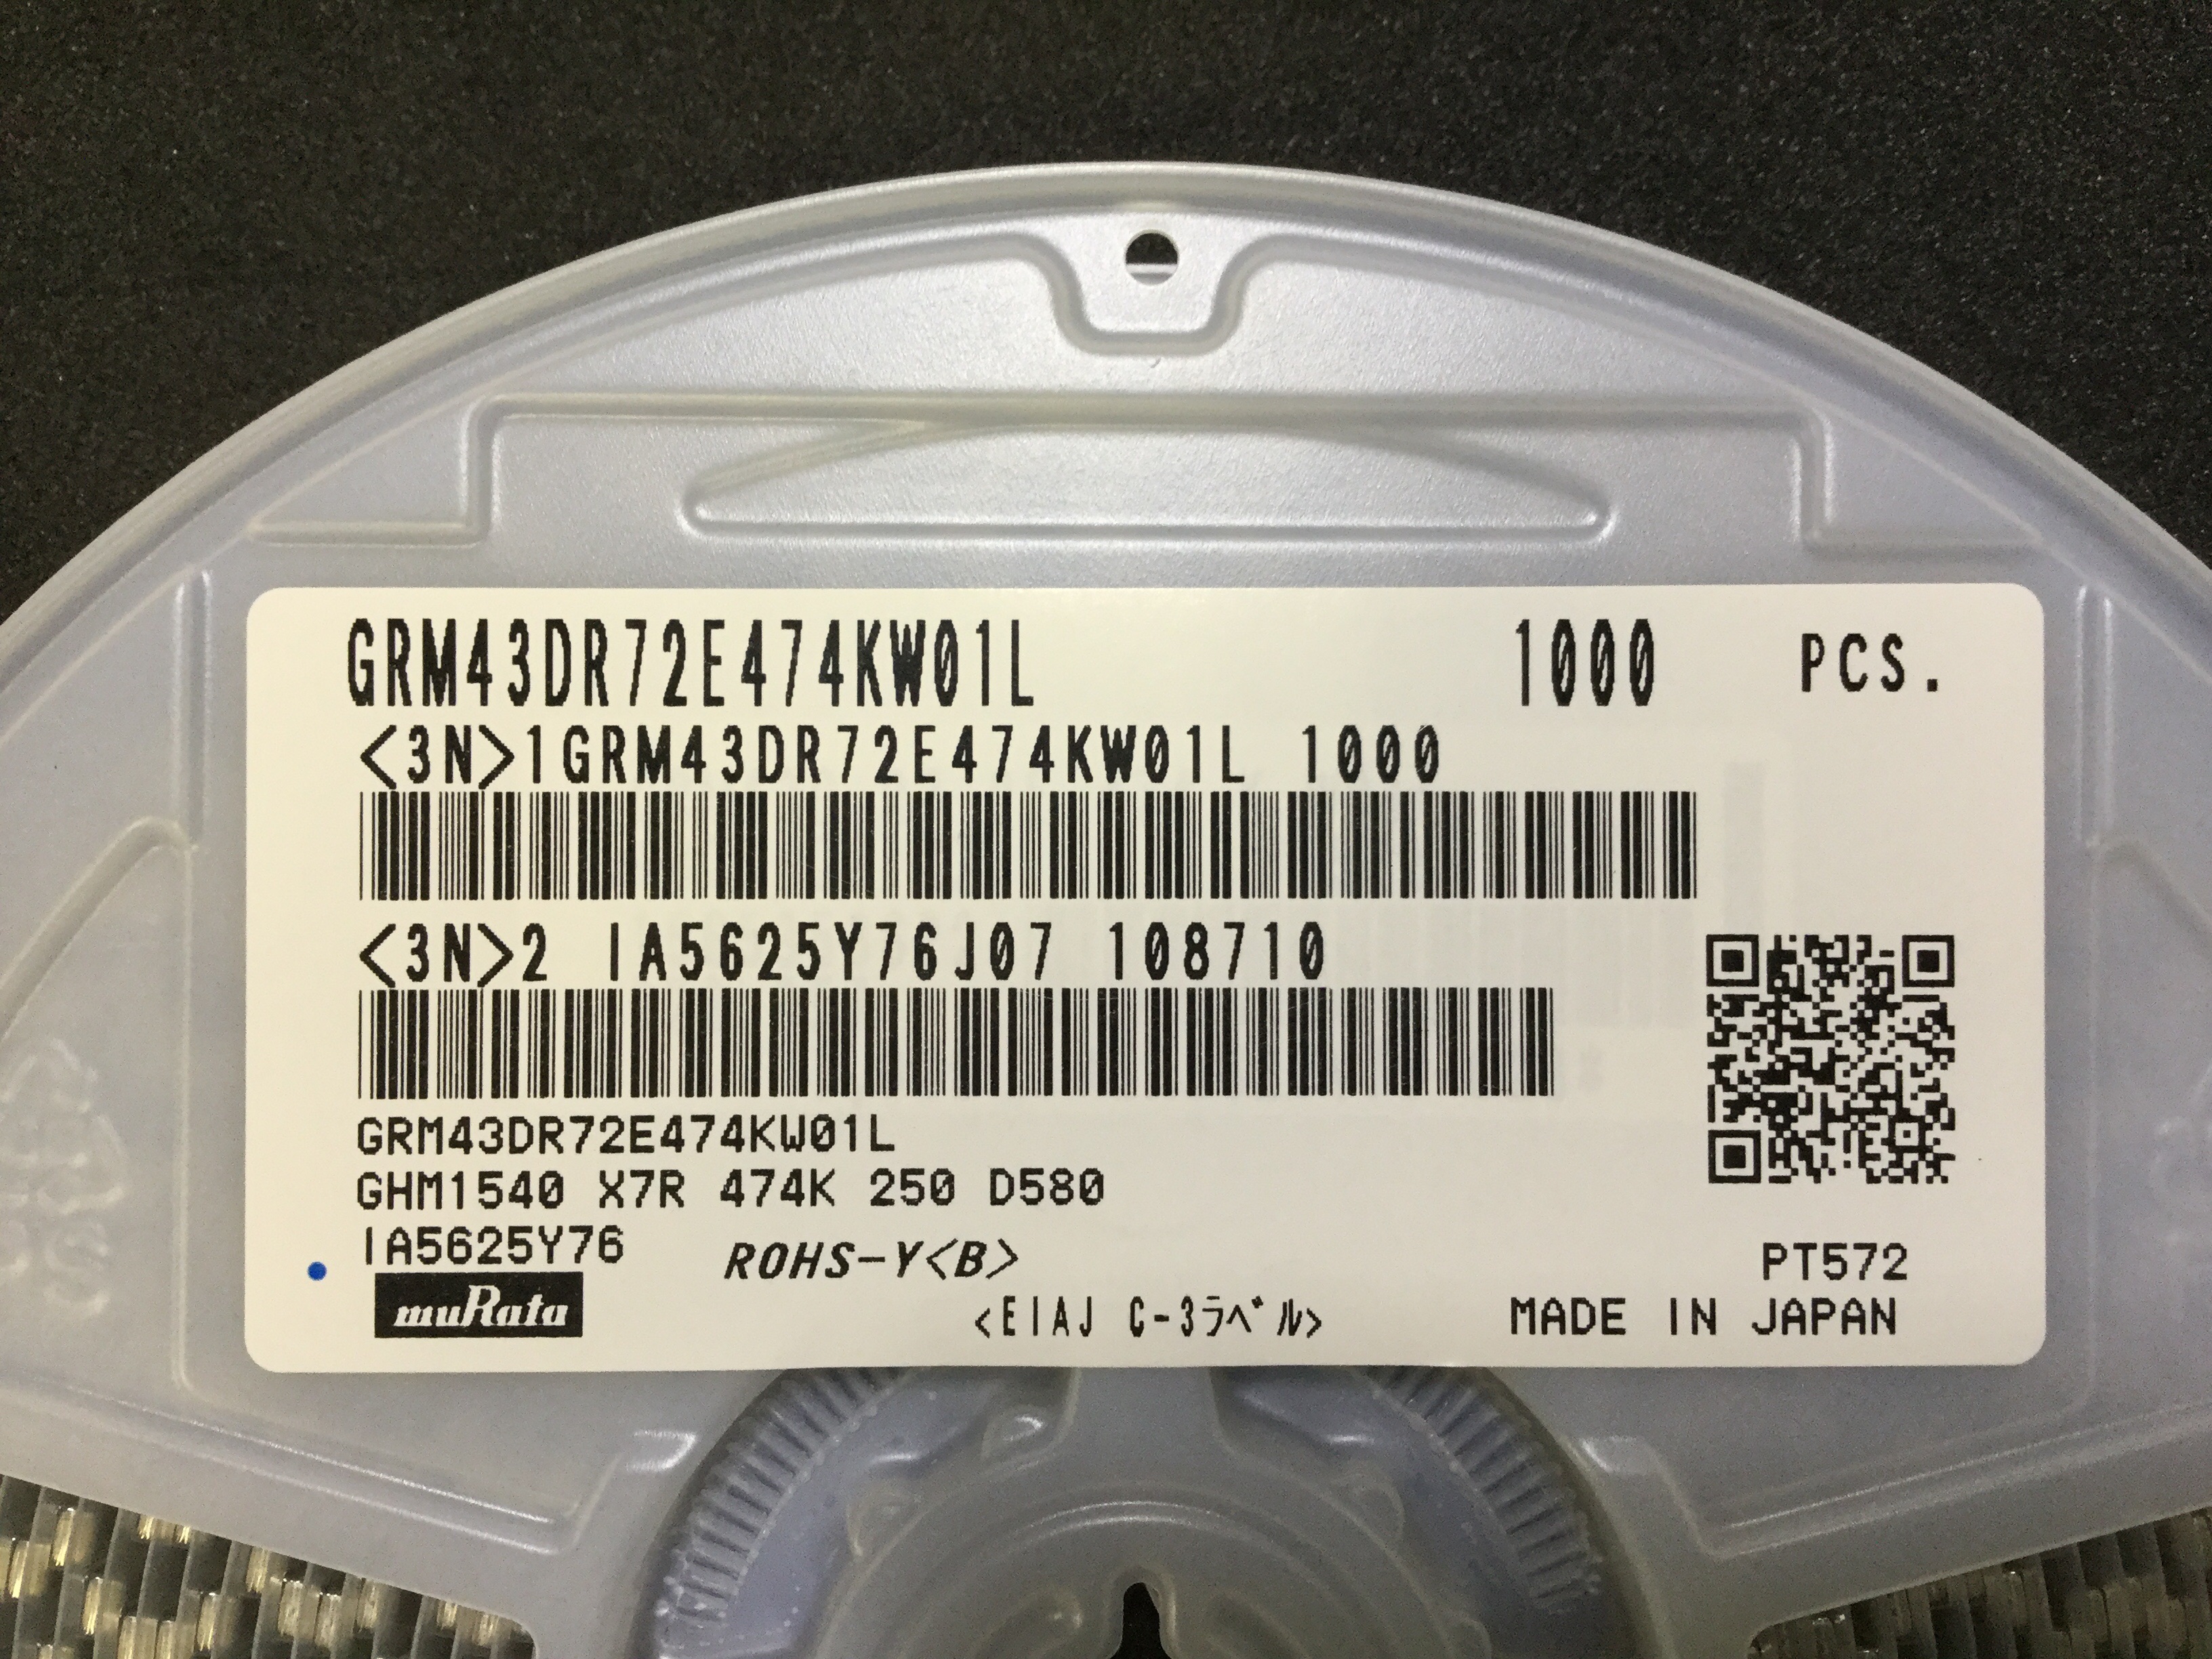 GRM43DR72E474KW01L 1000 PCS.
<3N>1GRM43DR72E474KW01L 1000
<3N>2 IA5625Y76J07 108710
GRM43DR72E474KW01L
GHM1540 X7R 474K 250 D580
IA5625Y76 ROHS-Y<B> PT572
muRata <EIAJ C-3ラベル> MADE IN JAPAN